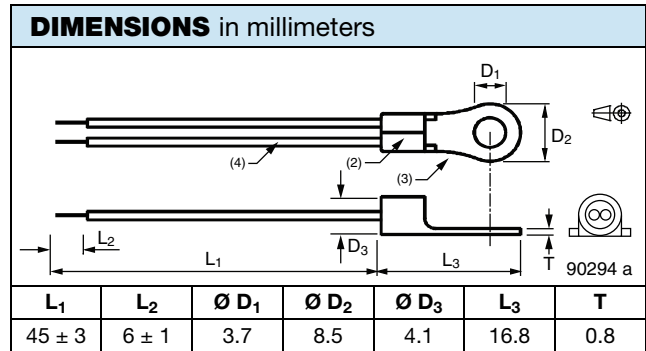 DIMENSIONS in millimeters
D1
D2
(4)
(2)
(3)
L2
D3
L1
L3
T
90294 a
L1 L2 Ø D1 Ø D2 Ø D3 L3 T
45 ± 3 6 ± 1 3.7 8.5 4.1 16.8 0.8